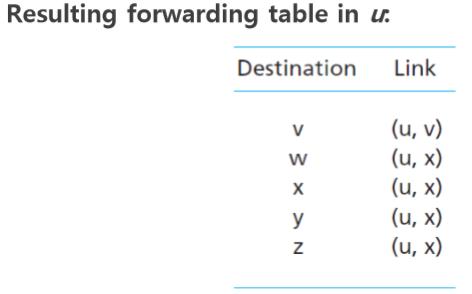 Resulting forwarding table in u:
Destination Link
v (u, v)
w (u, x)
x (u, x)
y (u, x)
z (u, x)